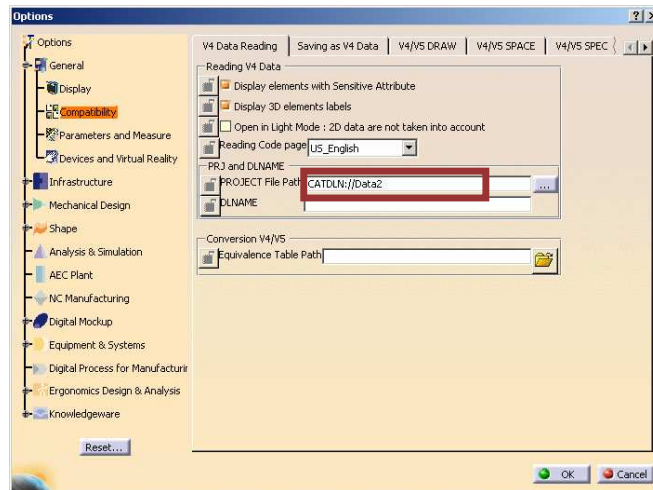 Options
Options
General
Display
Compatibility
Parameters and Measure
Devices and Virtual Reality
Infrastructure
Mechanical Design
Shape
Analysis & Simulation
AEC Plant
NC Manufacturing
Digital Mockup
Equipment & Systems
Digital Process for Manufacturir
Ergonomics Design & Analysis
Knowledgeware
Reset...
V4 Data Reading
Saving as V4 Data
V4/V5 DRAW
V4/V5 SPACE
V4/V5 SPEC
Reading V4 Data
Display elements with Sensitive Attribute
Display 3D elements labels
Open in Light Mode : 2D data are not taken into account
Reading Code page US_English
PRJ and DLNAME
PROJECT File Path CATDLN://Data2
...
DLNAME
Conversion V4/V5
Equivalence Table Path
OK
Cancel